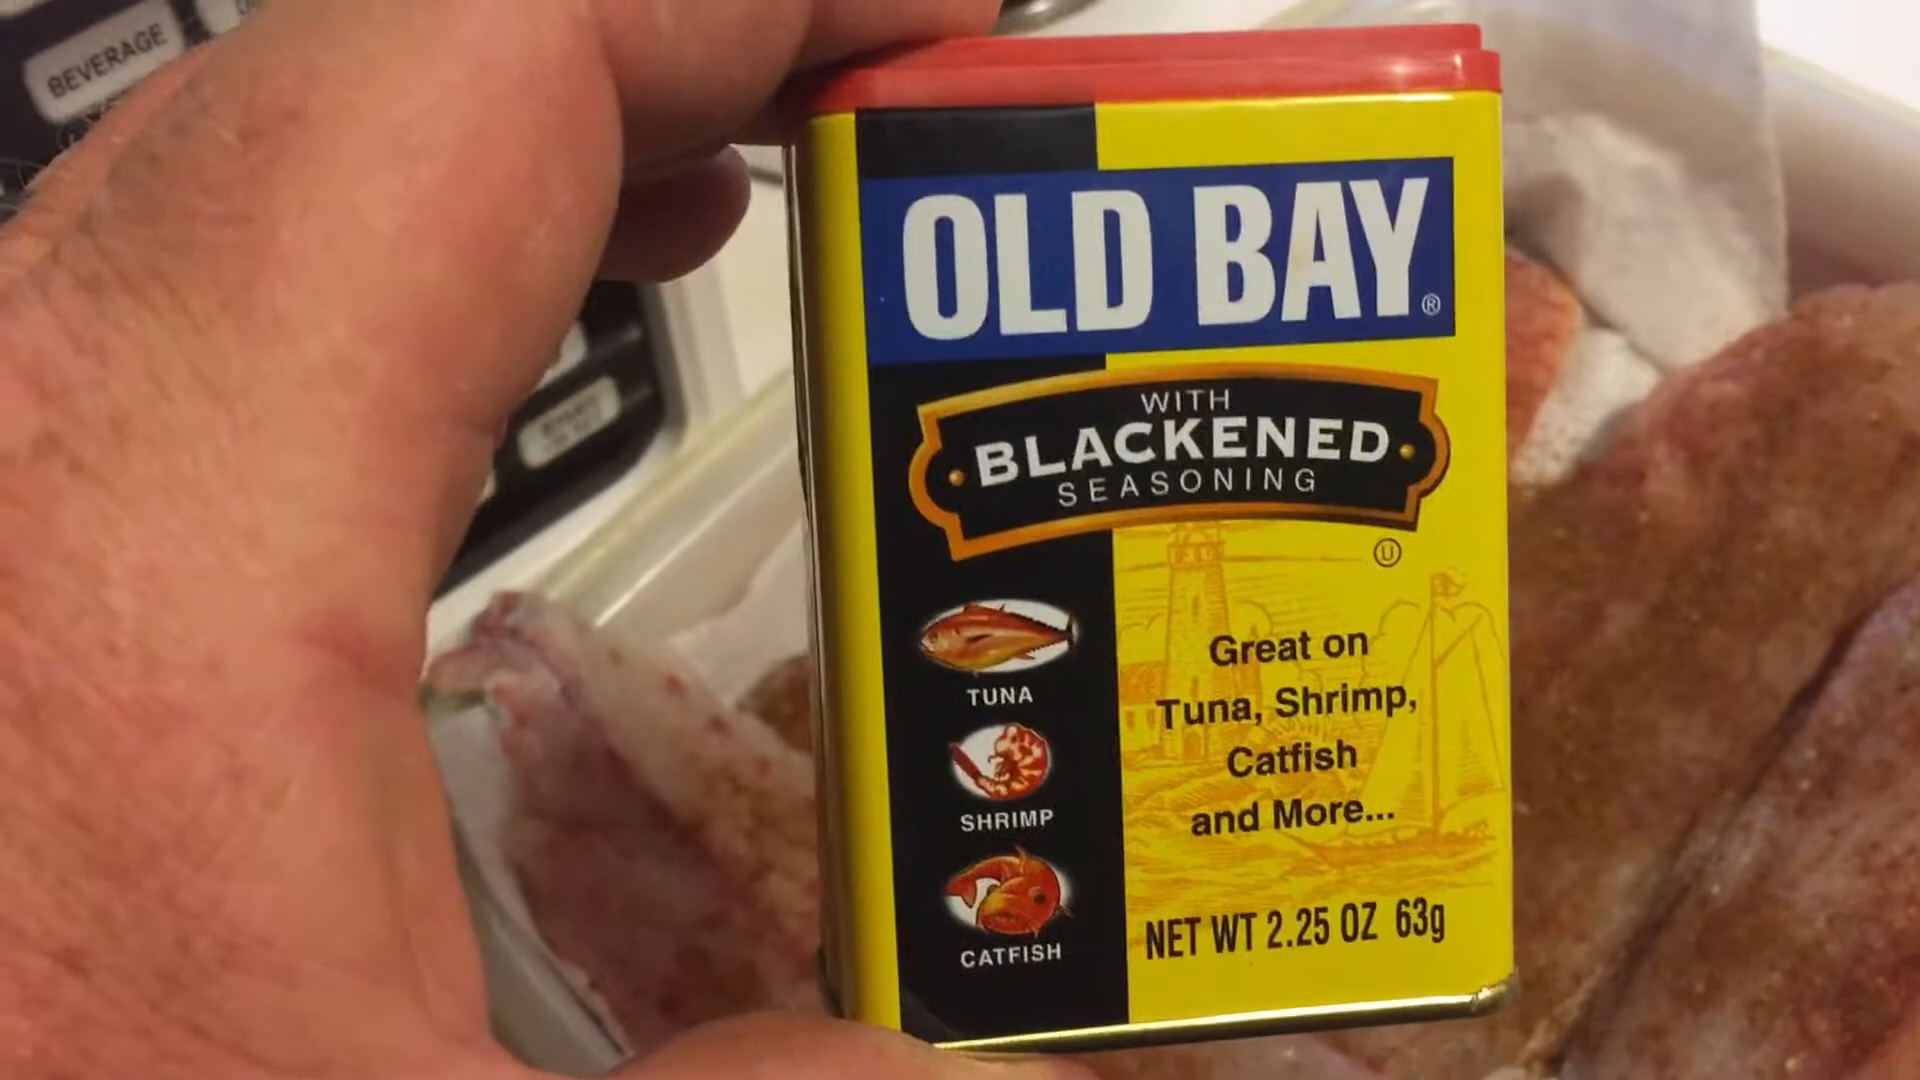 BEVERAGE
OLD BAY®
WITH
BLACKENED
SEASONING
U
TUNA
SHRIMP
CATFISH
Great on
Tuna, Shrimp,
Catfish
and More...
NET WT 2.25 OZ 63g